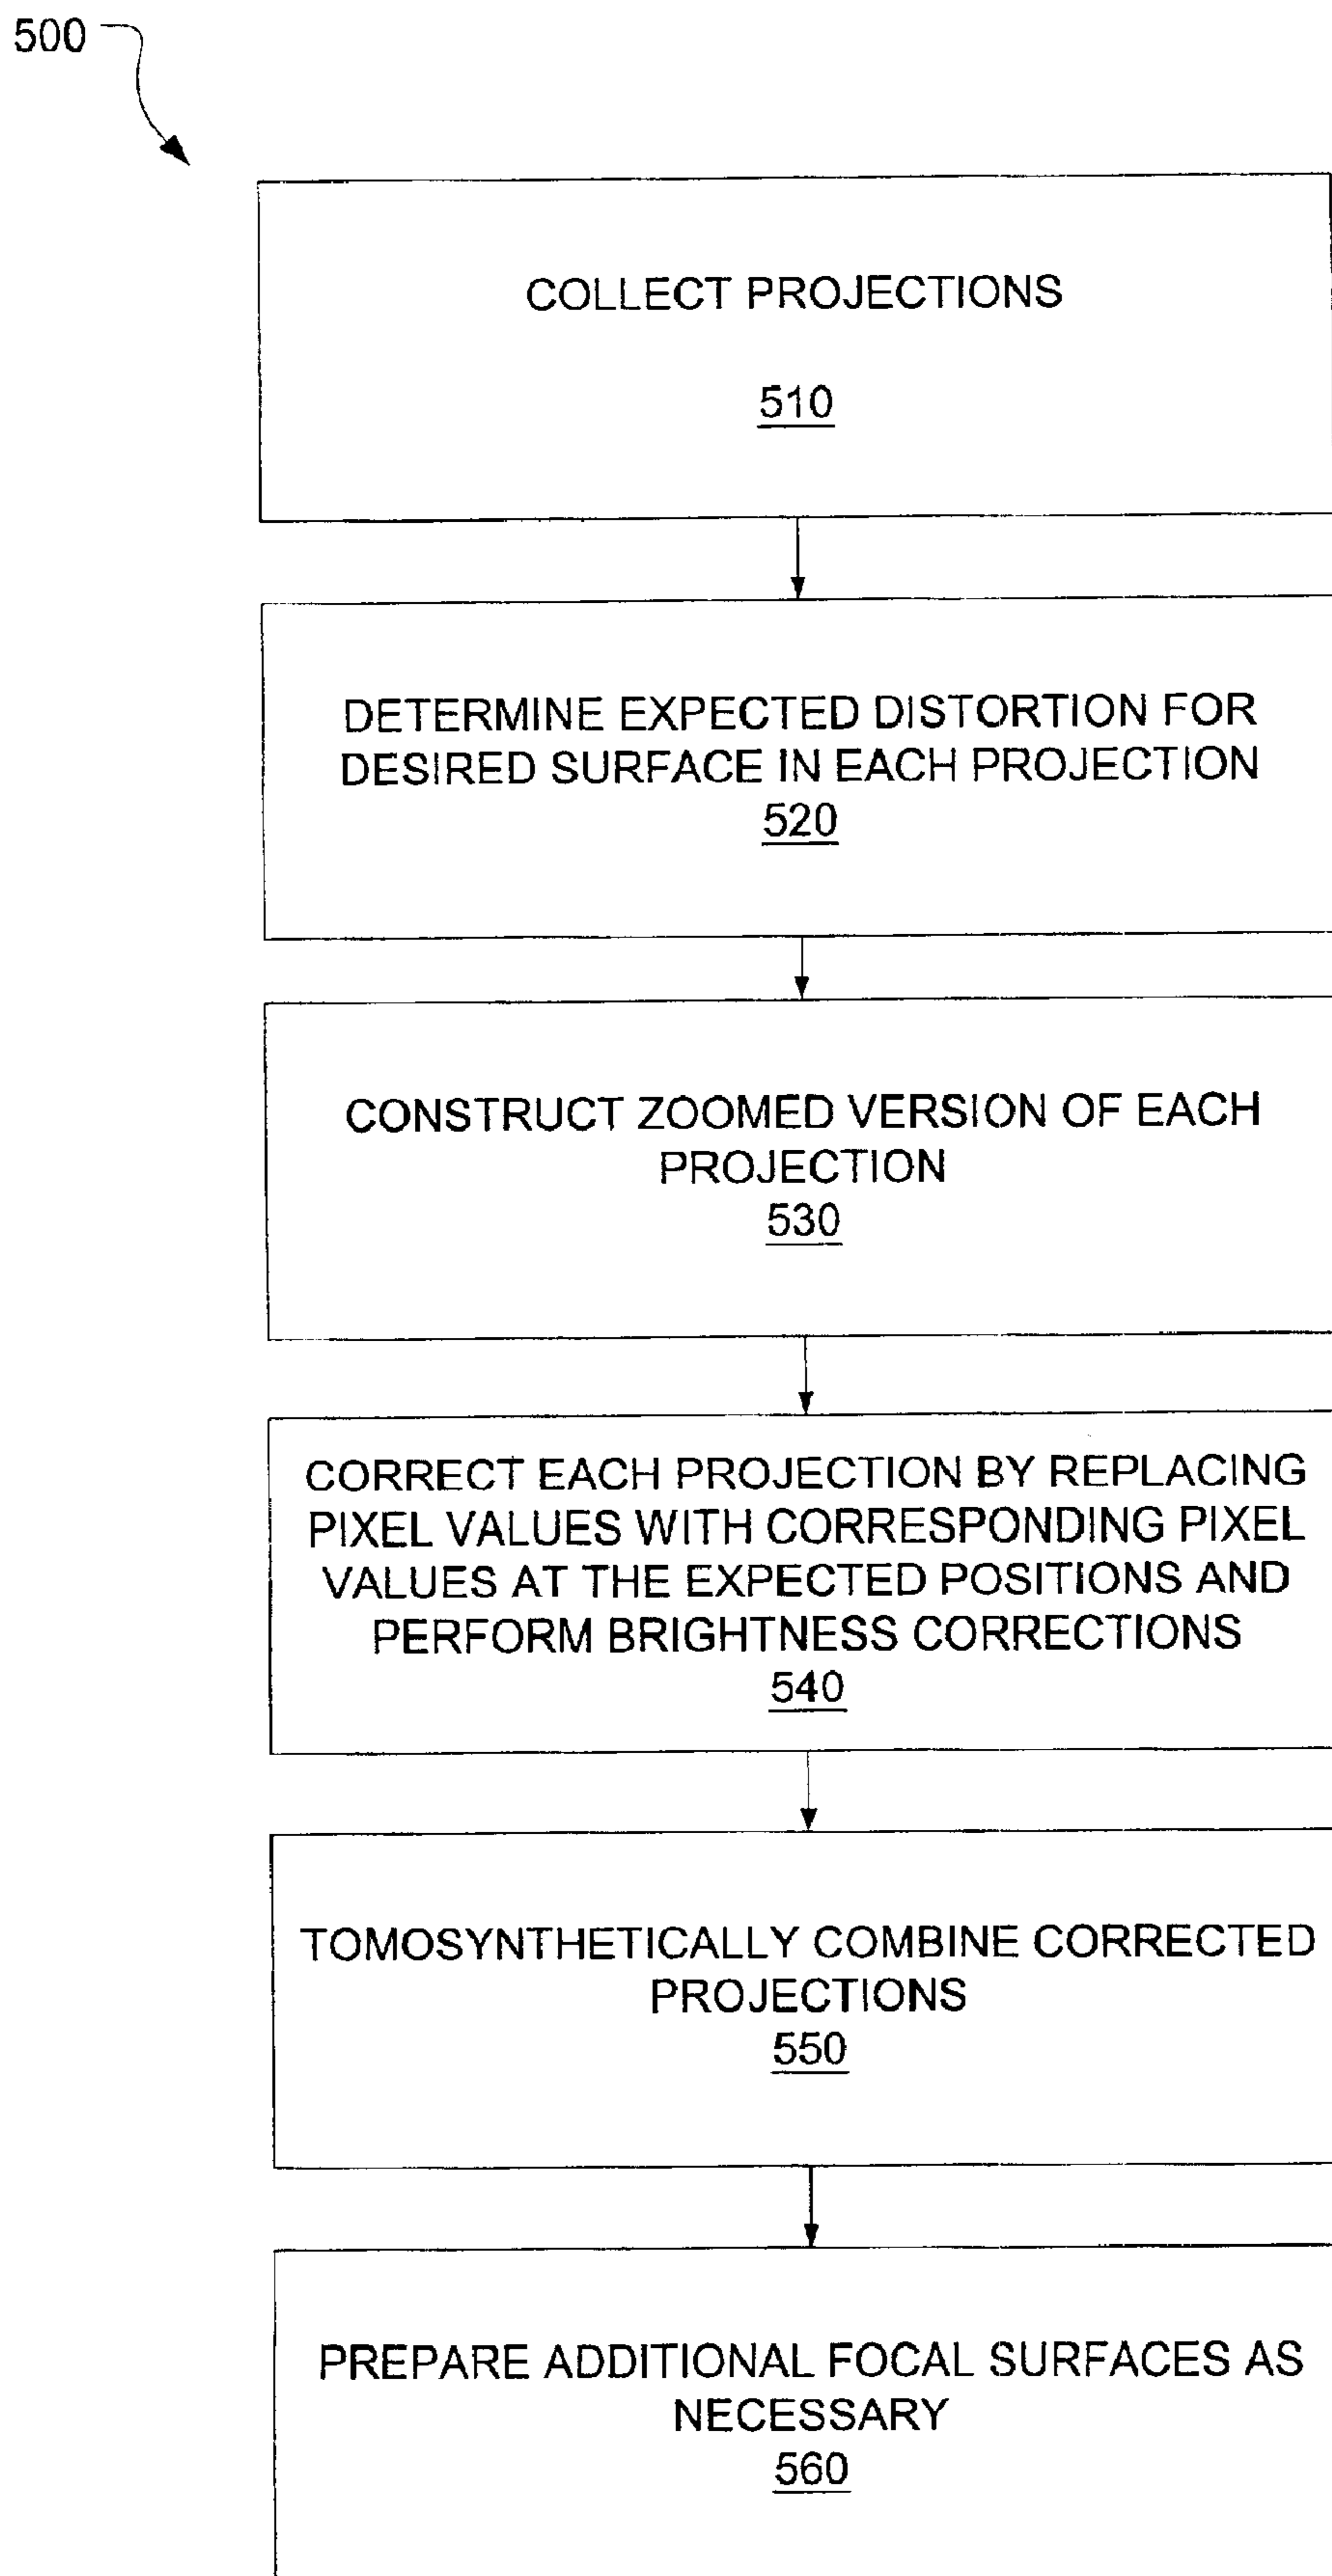 500
COLLECT PROJECTIONS
510
DETERMINE EXPECTED DISTORTION FOR
DESIRED SURFACE IN EACH PROJECTION
520
CONSTRUCT ZOOMED VERSION OF EACH
PROJECTION
530
CORRECT EACH PROJECTION BY REPLACING
PIXEL VALUES WITH CORRESPONDING PIXEL
VALUES AT THE EXPECTED POSITIONS AND
PERFORM BRIGHTNESS CORRECTIONS
540
TOMOSYNTHETICALLY COMBINE CORRECTED
PROJECTIONS
550
PREPARE ADDITIONAL FOCAL SURFACES AS
NECESSARY
560